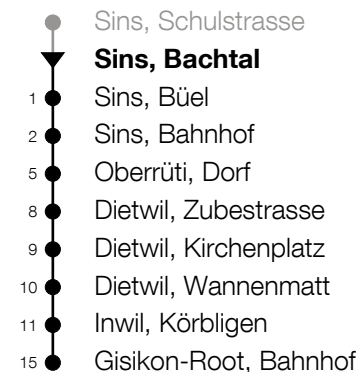 Sins, Schulstrasse
Sins, Bachtal
1 Sins, Büel
2 Sins, Bahnhof
5 Oberrüti, Dorf
8 Dietwil, Zubestrasse
9 Dietwil, Kirchenplatz
10 Dietwil, Wannenmatt
11 Inwil, Körbligen
15 Gisikon-Root, Bahnhof